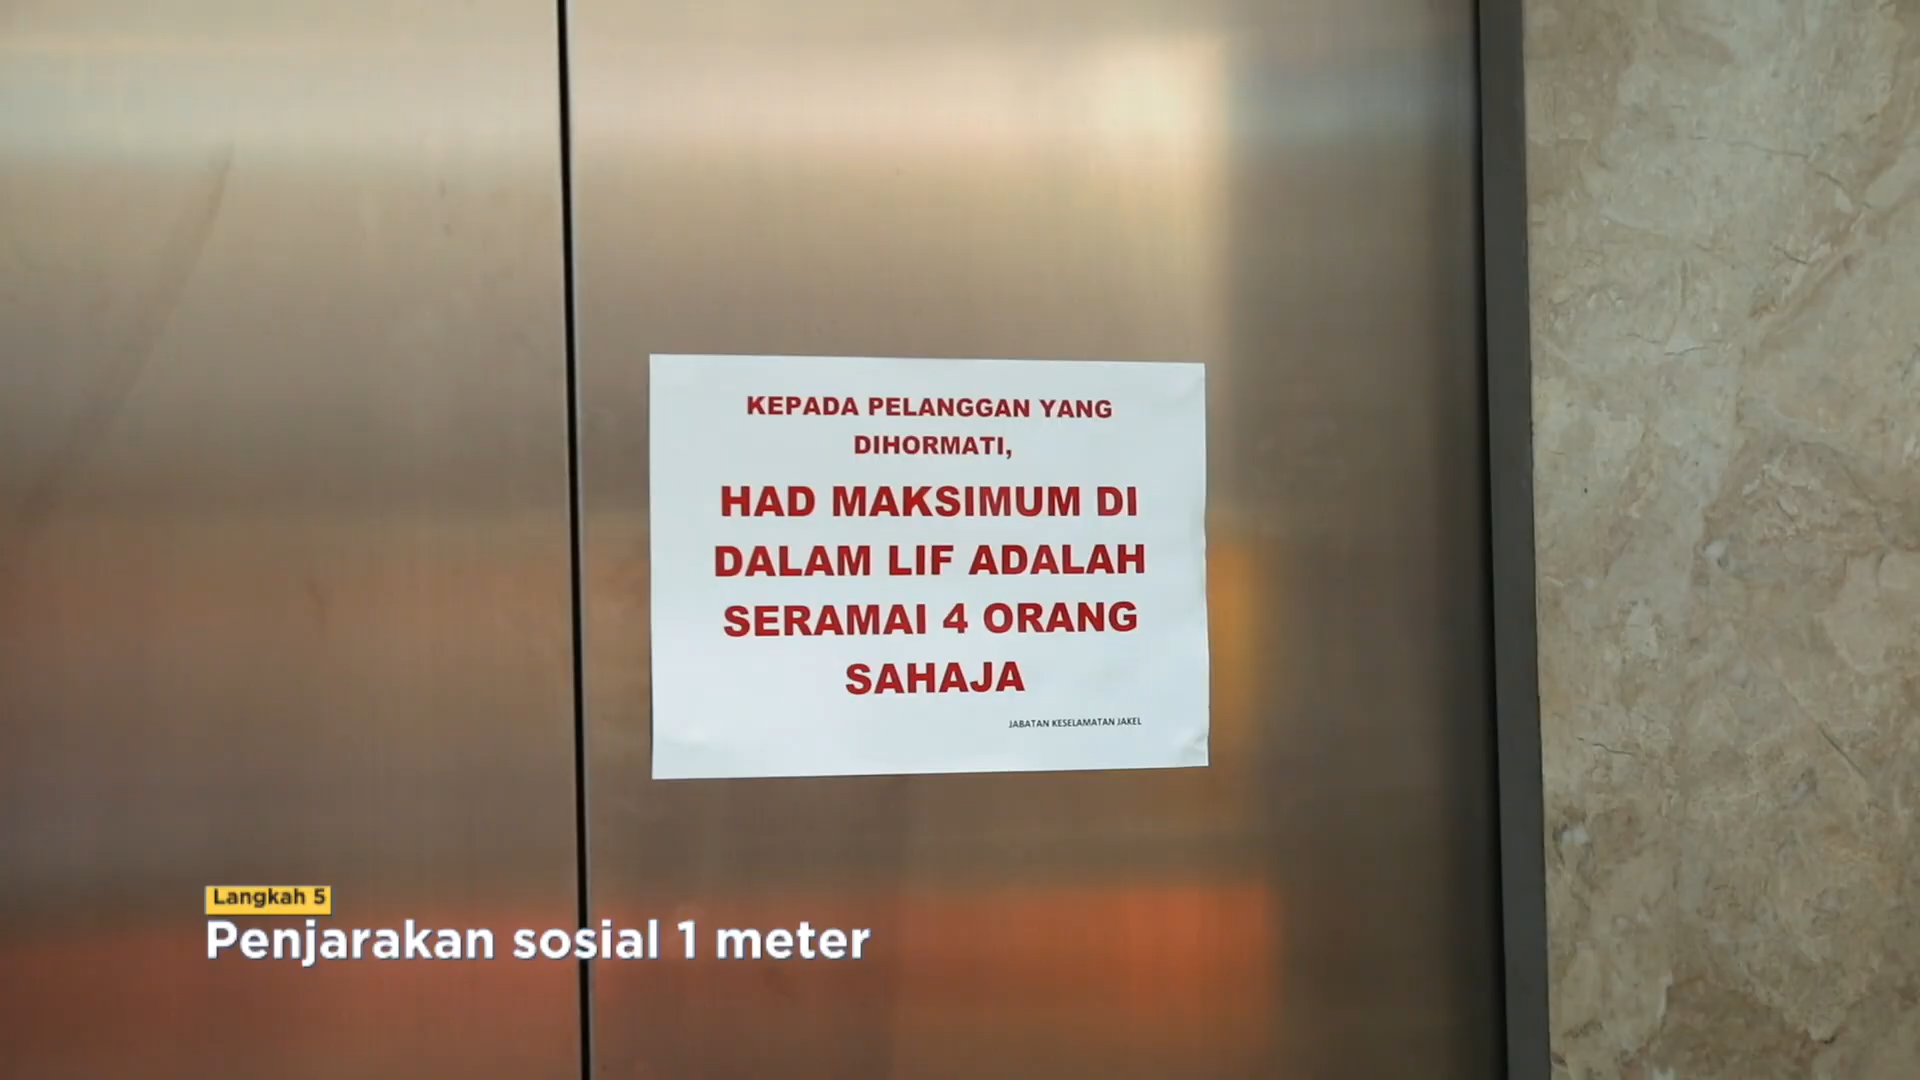 KEPADA PELANGGAN YANG
DIHORMATI,
HAD MAKSIMUM DI
DALAM LIF ADALAH
SERAMAI 4 ORANG
SAHAJA
JABATAN KESELAMATAN JAKEL
Langkah 5
Penjarakan sosial 1 meter